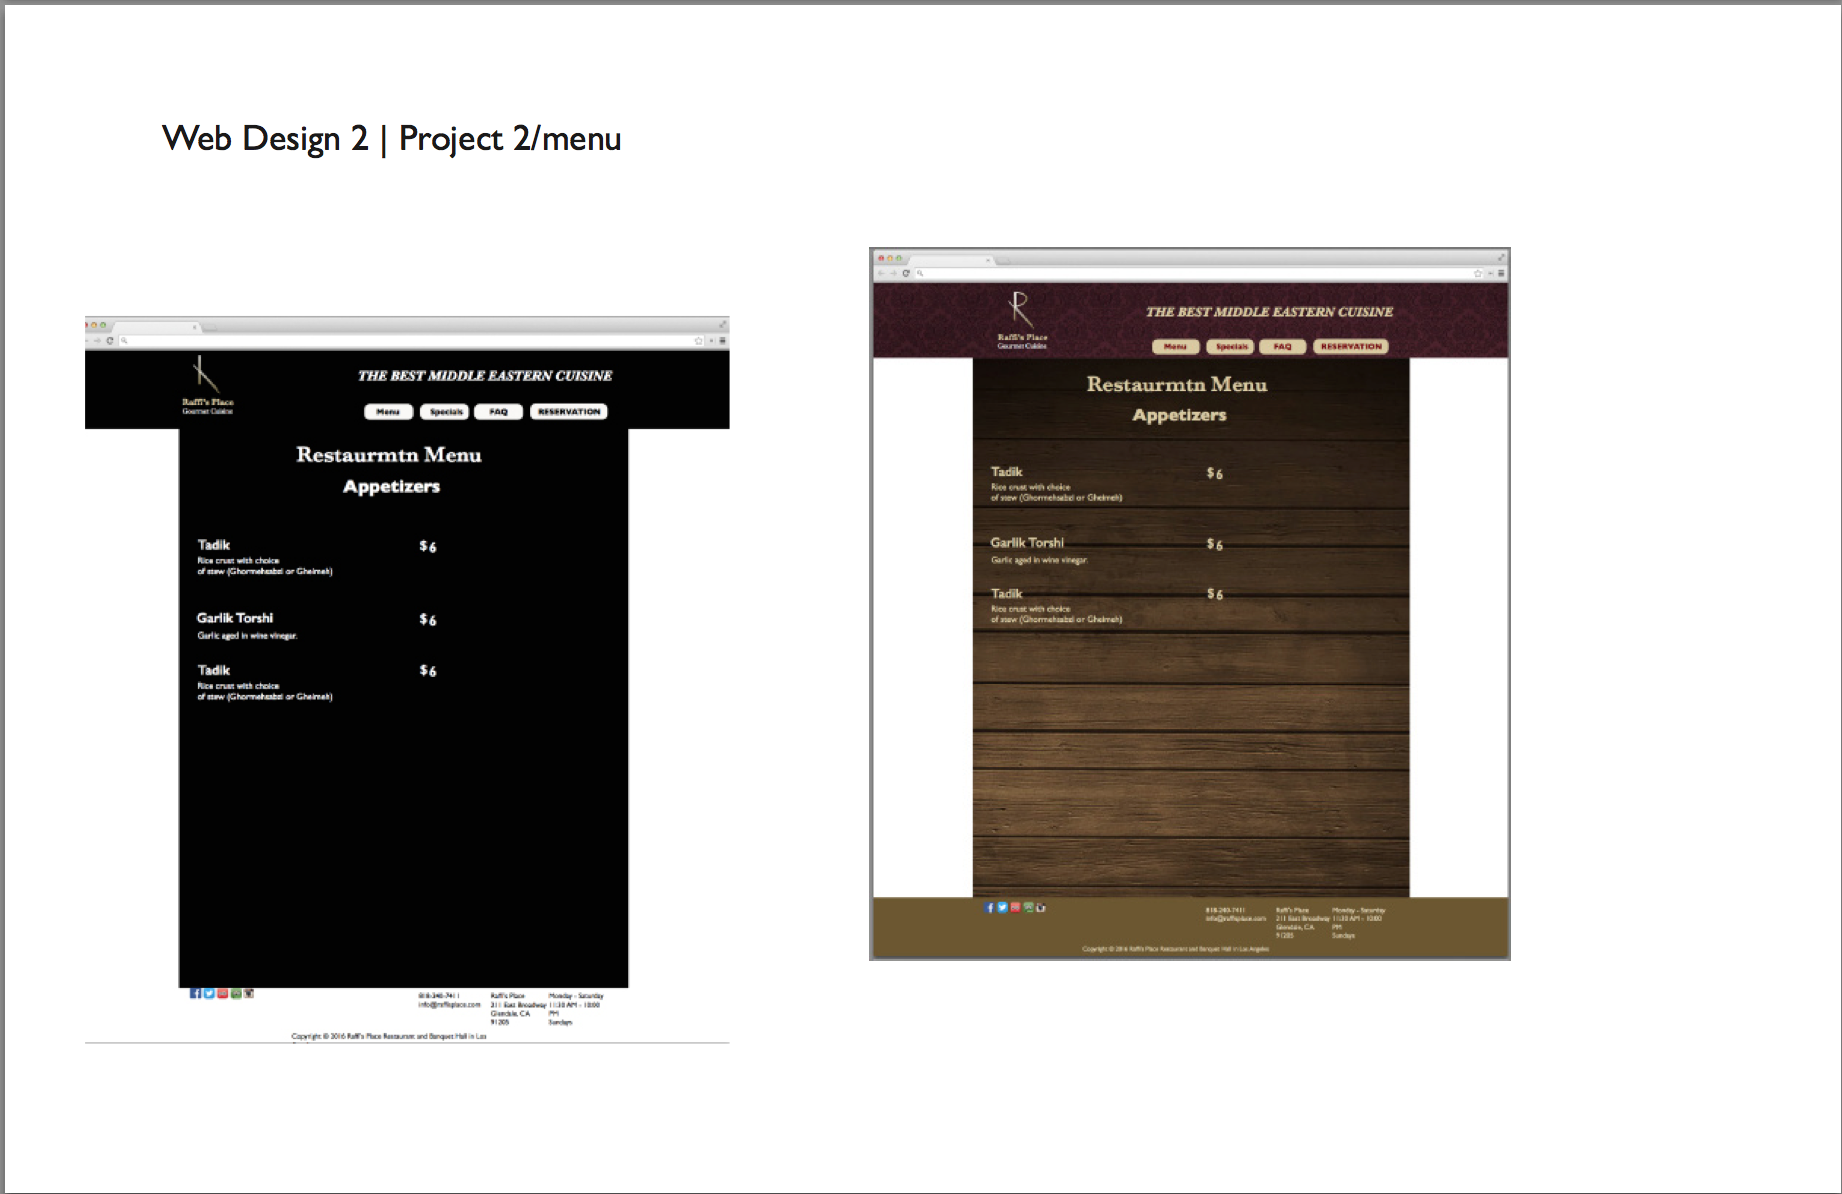 Web Design 2 | Project 2/menu
Raffi's Place
Gourmet Cuisine
THE BEST MIDDLE EASTERN CUISINE
Menu Specials FAQ RESERVATION
Restaurmtn Menu
Appetizers
Tadik $ 6
Rice crust with choice
of stew (Ghormehsabzi or Gheimeh)
Garlik Torshi $ 6
Garlic aged in wine vinegar.
Tadik $ 6
Rice crust with choice
of stew (Ghormehsabzi or Gheimeh)
818-240-7411 Raffi's Place Monday - Saturday
info@raffisplace.com 211 East Broadway 11:30 AM - 10:00
Glendale, CA PM
91205 Sundays
Copyright © 2016 Raffi's Place Restaurant and Banquet Hall in Los
R
Raffi's Place
Gourmet Cuisine
THE BEST MIDDLE EASTERN CUISINE
Menu Specials FAQ RESERVATION
Restaurmtn Menu
Appetizers
Tadik $ 6
Rice crust with choice
of stew (Ghormehsabzi or Gheimeh)
Garlik Torshi $ 6
Garlic aged in wine vinegar.
Tadik $ 6
Rice crust with choice
of stew (Ghormehsabzi or Gheimeh)
818-240-7411 Raffi's Place Monday - Saturday
info@raffisplace.com 211 East Broadway 11:30 AM - 10:00
Glendale, CA PM
91205 Sundays
Copyright © 2016 Raffi's Place Restaurant and Banquet Hall in Los Angeles